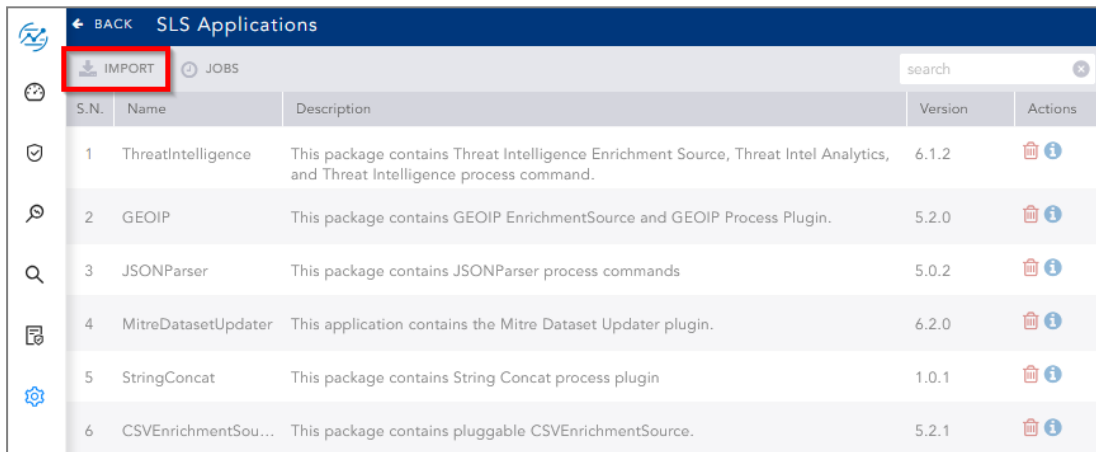 BACK SLS Applications
IMPORT JOBS search
S.N. Name Description Version Actions
1 ThreatIntelligence This package contains Threat Intelligence Enrichment Source, Threat Intel Analytics, 6.1.2
and Threat Intelligence process command.
2 GEOIP This package contains GEOIP EnrichmentSource and GEOIP Process Plugin. 5.2.0
3 JSONParser This package contains JSONParser process commands 5.0.2
4 MitreDatasetUpdater This application contains the Mitre Dataset Updater plugin. 6.2.0
5 StringConcat This package contains String Concat process plugin 1.0.1
6 CSVEnrichmentSou... This package contains pluggable CSVEnrichmentSource. 5.2.1